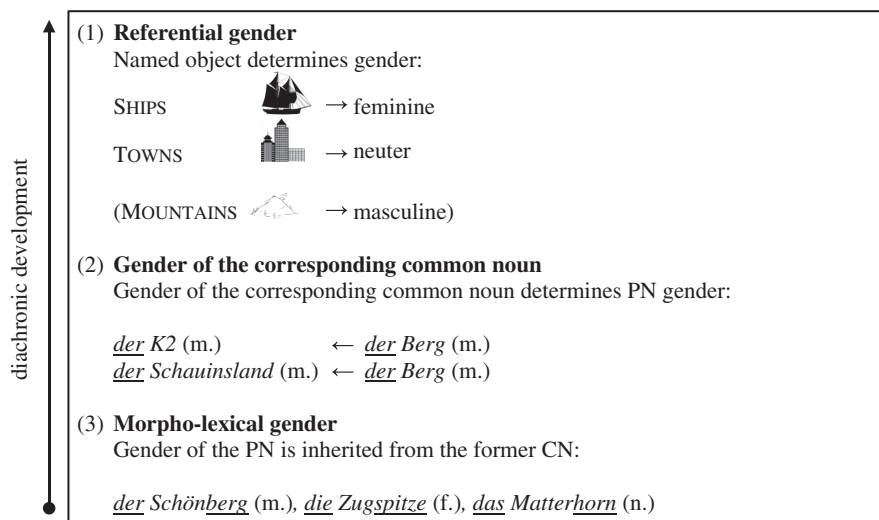 diachronic development
(1) Referential gender
Named object determines gender:
SHIPS → feminine
TOWNS → neuter
(MOUNTAINS → masculine)
(2) Gender of the corresponding common noun
Gender of the corresponding common noun determines PN gender:
der K2 (m.) ← der Berg (m.)
der Schauinsland (m.) ← der Berg (m.)
(3) Morpho-lexical gender
Gender of the PN is inherited from the former CN:
der Schönberg (m.), die Zugspitze (f.), das Matterhorn (n.)